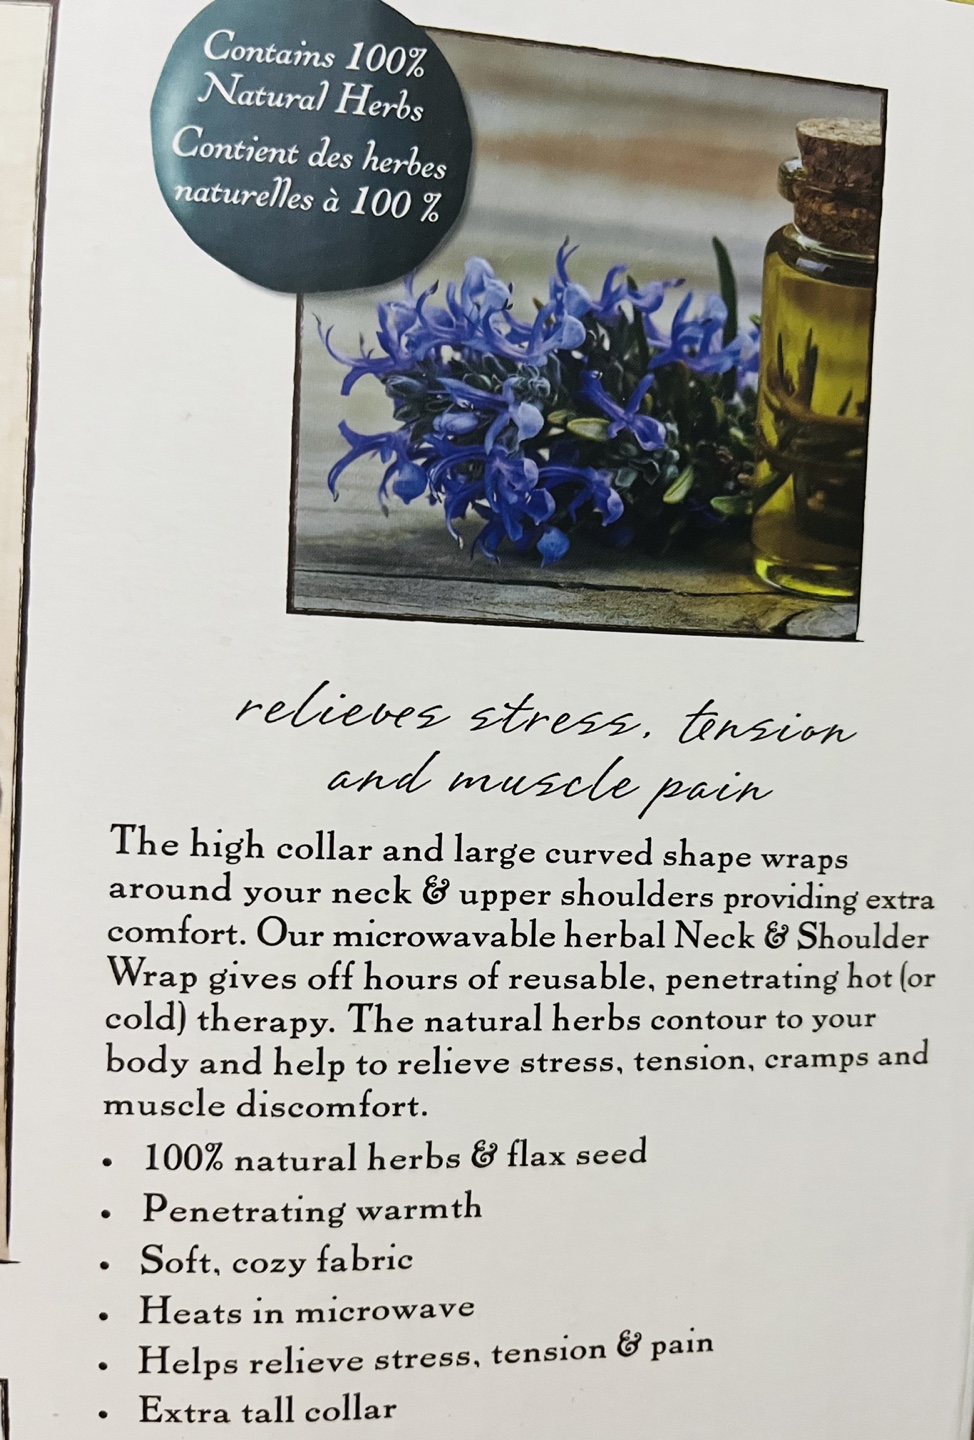 Contains 100%
Natural Herbs
Contient des herbes
naturelles à 100 %
relieves stress, tension
and muscle pain
The high collar and large curved shape wraps
around your neck & upper shoulders providing extra
comfort. Our microwavable herbal Neck & Shoulder
Wrap gives off hours of reusable, penetrating hot (or
cold) therapy. The natural herbs contour to your
body and help to relieve stress, tension, cramps and
muscle discomfort.
• 100% natural herbs & flax seed
• Penetrating warmth
• Soft, cozy fabric
• Heats in microwave
• Helps relieve stress, tension & pain
• Extra tall collar